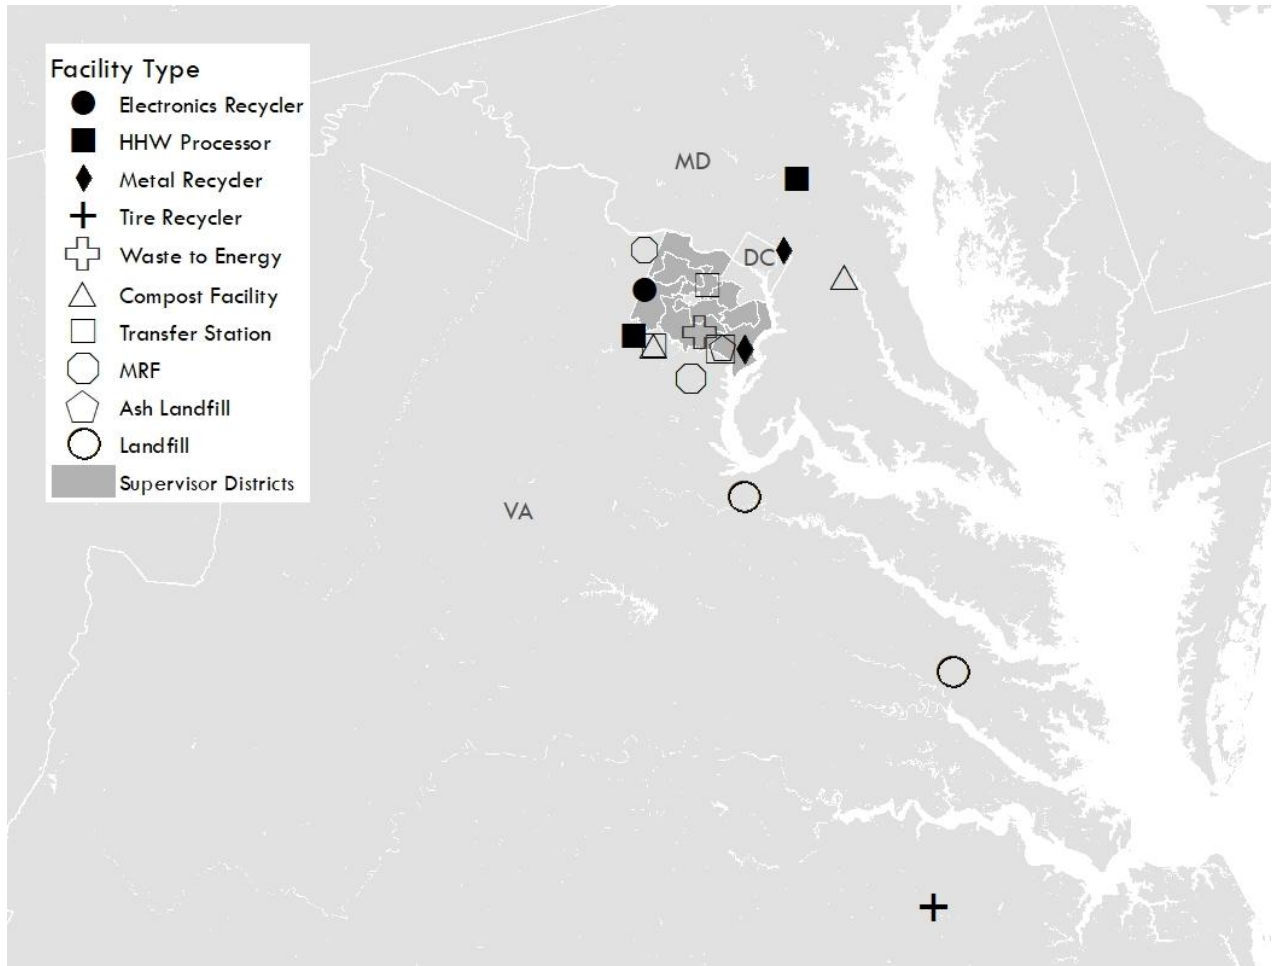 Facility Type
Electronics Recycler
HHW Processor
Metal Recycler
Tire Recycler
Waste to Energy
Compost Facility
Transfer Station
MRF
Ash Landfill
Landfill
Supervisor Districts
MD
DC
VA